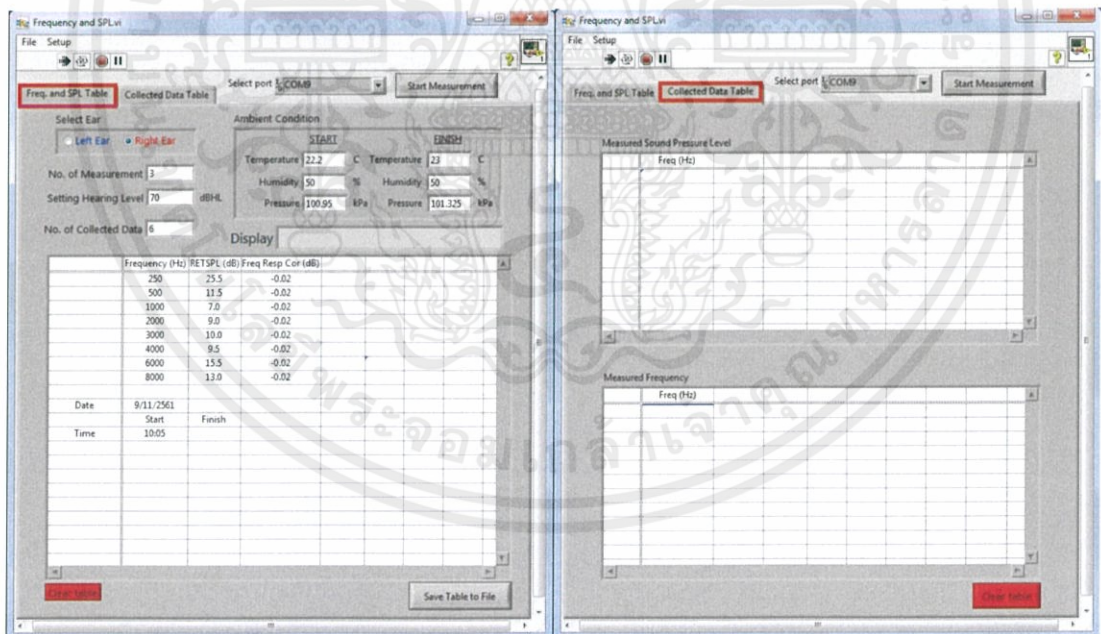 Frequency and SPL.vi
File Setup
Select port COM9 Start Measurement
Freq. and SPL Table Collected Data Table
Select Ear
Left Ear Right Ear
No. of Measurement 3
Setting Hearing Level 70 dBHL
No. of Collected Data 6
Ambient Condition
START FINISH
Temperature 22.2 C Temperature 23 C
Humidity 50 % Humidity 50 %
Pressure 100.95 kPa Pressure 101.325 kPa
Display
Frequency (Hz) RETSPL (dB) Freq Resp Cor (dB)
250 25.5 -0.02
500 11.5 -0.02
1000 7.0 -0.02
2000 9.0 -0.02
3000 10.0 -0.02
4000 9.5 -0.02
6000 15.5 -0.02
8000 13.0 -0.02
Date 9/11/2561
Start Finish
Time 10:05
Clear table
Save Table to File
Frequency and SPL.vi
File Setup
Select port COM9 Start Measurement
Freq. and SPL Table Collected Data Table
Measured Sound Pressure Level
Freq (Hz)
Measured Frequency
Freq (Hz)
Clear table